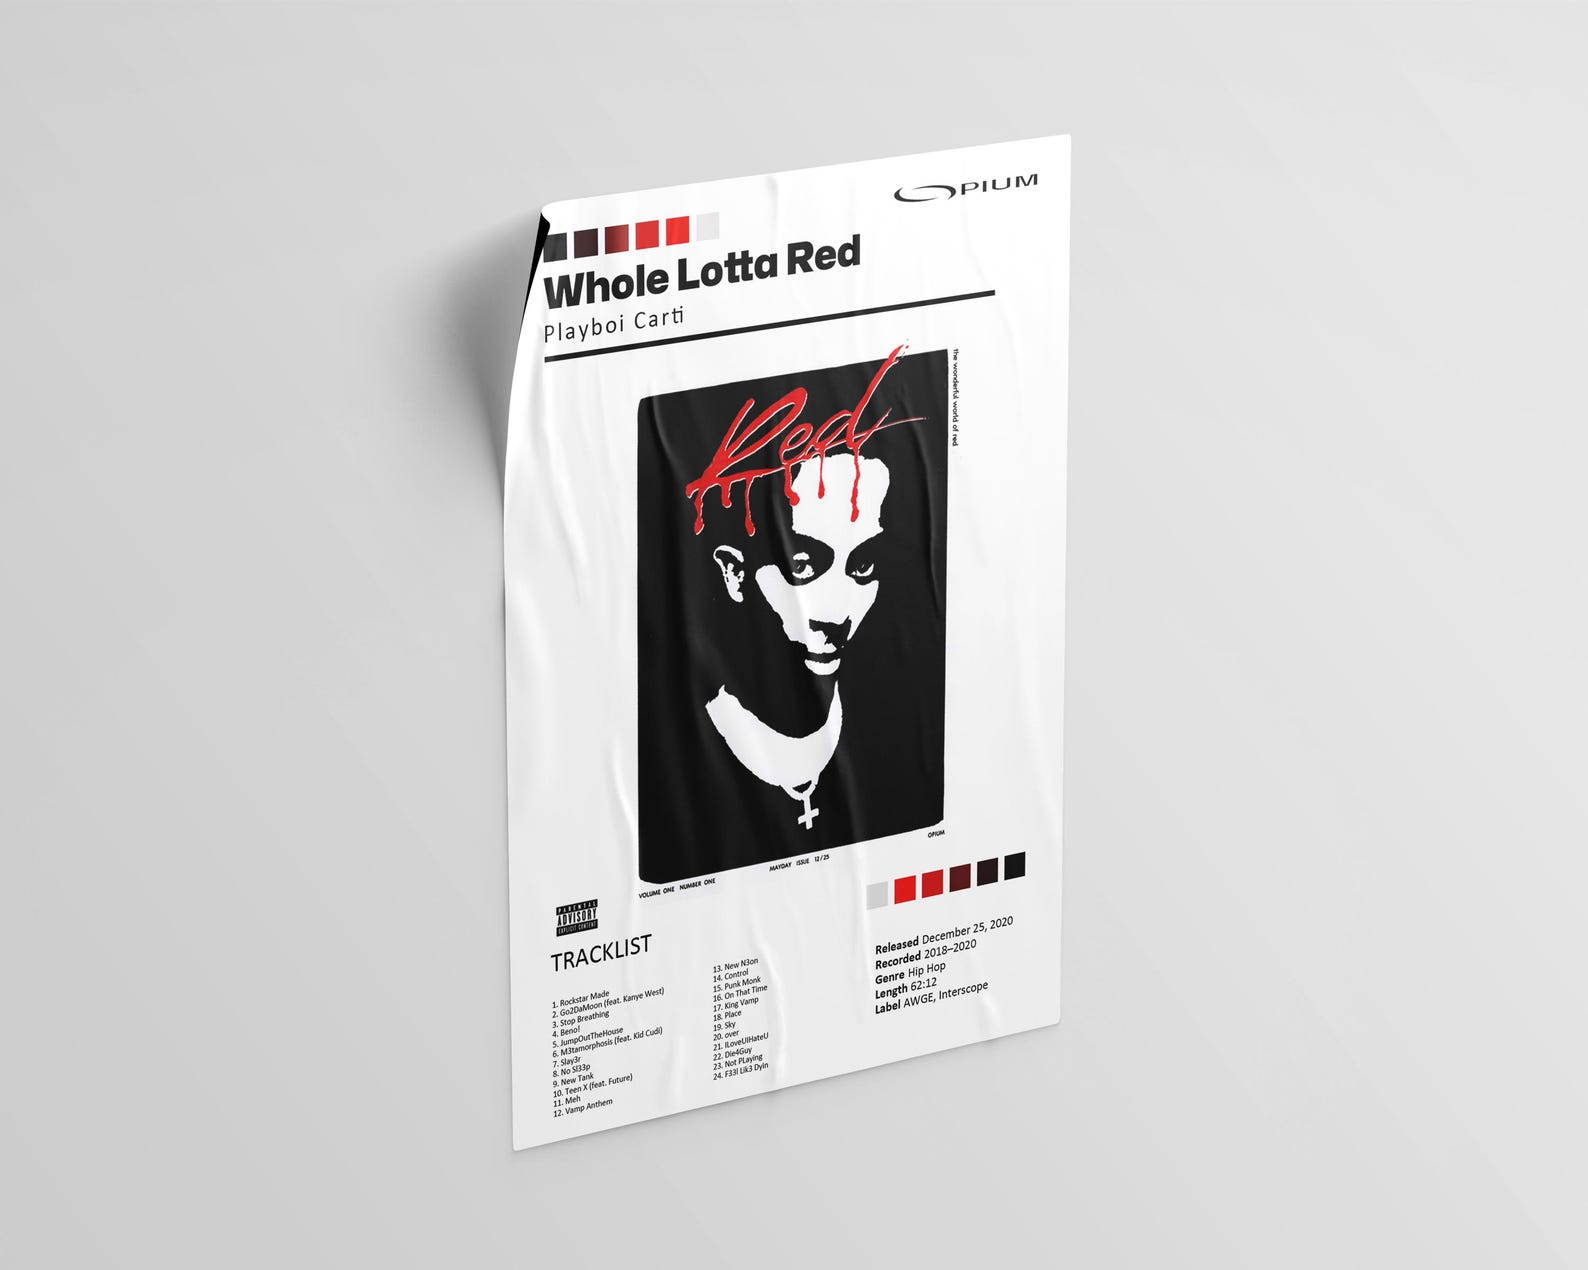 OPIUM
Whole Lotta Red
Playboi Carti
Red
the wonderful world of red
OPIUM
MAYDAY ISSUE 12/25
VOLUME ONE NUMBER ONE
PARENTAL
ADVISORY
EXPLICIT CONTENT
TRACKLIST
1. Rockstar Made
2. Go2DaMoon (feat. Kanye West)
3. Stop Breathing
4. Beno!
5. JumpOutTheHouse
6. M3tamorphosis (feat. Kid Cudi)
7. Slay3r
8. No Sl33p
9. New Tank
10. Teen X (feat. Future)
11. Meh
12. Vamp Anthem
13. New N3on
14. Control
15. Punk Monk
16. On That Time
17. King Vamp
18. Place
19. Sky
20. over
21. ILoveUIHateU
22. Die4Guy
23. Not PLaying
24. F33l Lik3 Dyin
Released December 25, 2020
Recorded 2018–2020
Genre Hip Hop
Length 62:12
Label AWGE, Interscope